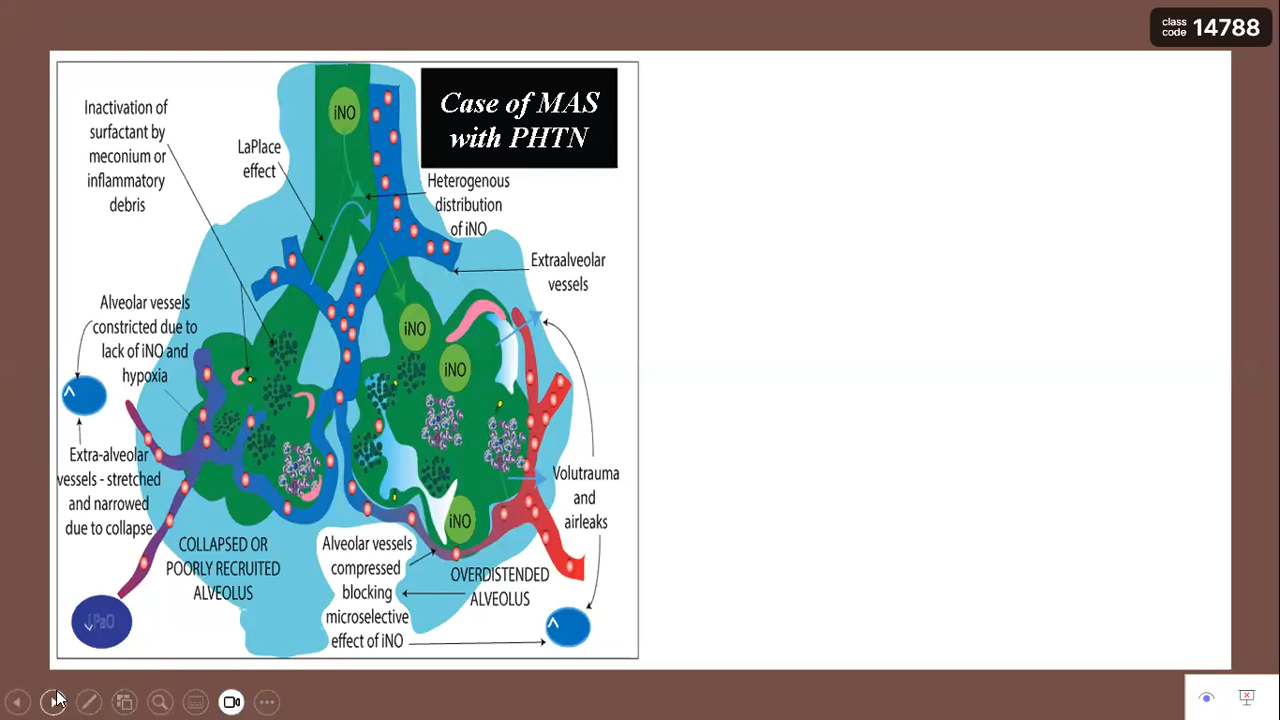 class
code 14788
Case of MAS
with PHTN
Inactivation of
surfactant by
meconium or
inflammatory
debris
LaPlace
effect
iNO
Heterogenous
distribution
of iNO
Extraalveolar
vessels
Alveolar vessels
constricted due to
lack of iNO and
hypoxia
iNO
iNO
Extra-alveolar
vessels - stretched
and narrowed
due to collapse
Volutrauma
and
airleaks
iNO
COLLAPSED OR
POORLY RECRUITED
ALVEOLUS
Alveolar vessels
compressed
blocking
microselective
effect of iNO
OVERDISTENDED
ALVEOLUS
PaO